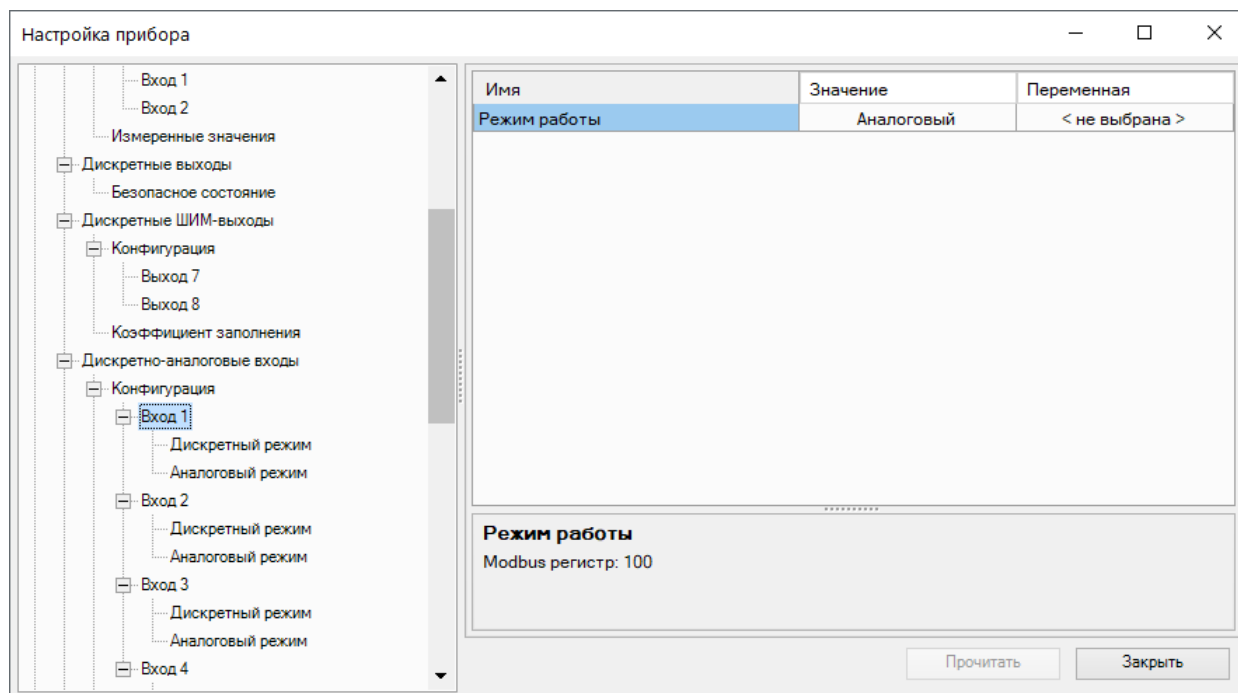 Настройка прибора
Вход 1
Вход 2
Измеренные значения
Дискретные выходы
Безопасное состояние
Дискретные ШИМ-выходы
Конфигурация
Выход 7
Выход 8
Коэффициент заполнения
Дискретно-аналоговые входы
Конфигурация
Вход 1
Дискретный режим
Аналоговый режим
Вход 2
Дискретный режим
Аналоговый режим
Вход 3
Дискретный режим
Аналоговый режим
Вход 4
Имя Значение Переменная
Режим работы Аналоговый < не выбрана >
Режим работы
Modbus регистр: 100
Прочитать Закрыть